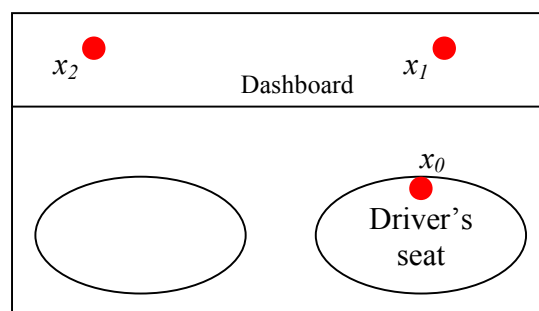 x₂
x₁
Dashboard
x₀
Driver's
seat